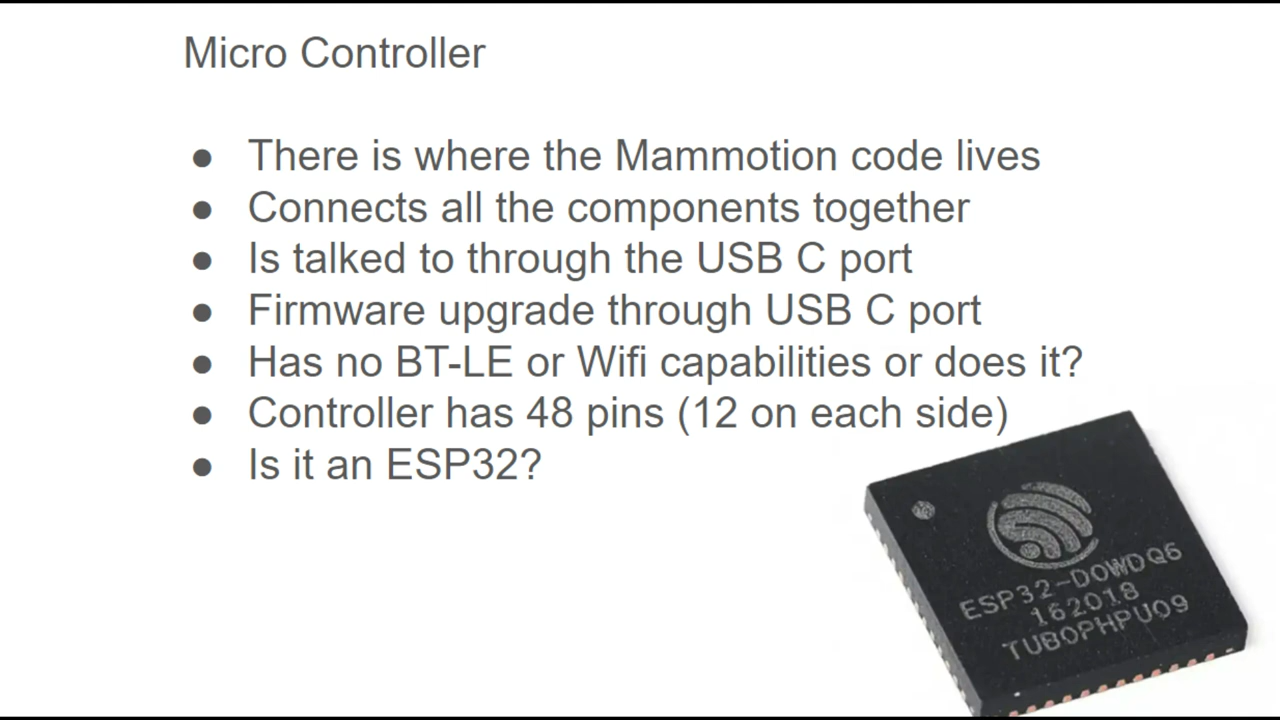 Micro Controller
● There is where the Mammotion code lives
● Connects all the components together
● Is talked to through the USB C port
● Firmware upgrade through USB C port
● Has no BT-LE or Wifi capabilities or does it?
● Controller has 48 pins (12 on each side)
● Is it an ESP32?
ESP32-D0WDQ6
162018
TUB0PHPU09